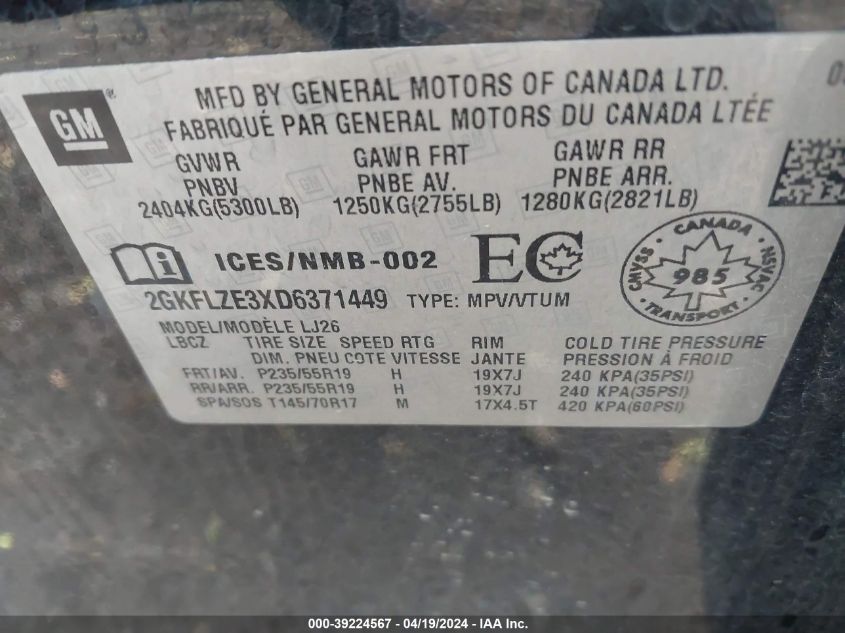 GM®
MFD BY GENERAL MOTORS OF CANADA LTD.
FABRIQUÉ PAR GENERAL MOTORS DU CANADA LTÉE
GVWR GAWR FRT GAWR RR
PNBV PNBE AV. PNBE ARR.
2404KG(5300LB) 1250KG(2755LB) 1280KG(2821LB)
i ICES/NMB-002 EC
CANADA
CMVSS 985 NSVAC
TRANSPORT
2GKFLZE3XD6371449 TYPE: MPV/VTUM
MODEL/MODÈLE LJ26
LBCZ TIRE SIZE SPEED RTG RIM COLD TIRE PRESSURE
DIM. PNEU COTE VITESSE JANTE PRESSION À FROID
FRT/AV. P235/55R19 H 19X7J 240 KPA(35PSI)
RR/ARR. P235/55R19 H 19X7J 240 KPA(35PSI)
SPA/SOS T145/70R17 M 17X4.5T 420 KPA(60PSI)
000-39224567 - 04/19/2024 - IAA Inc.